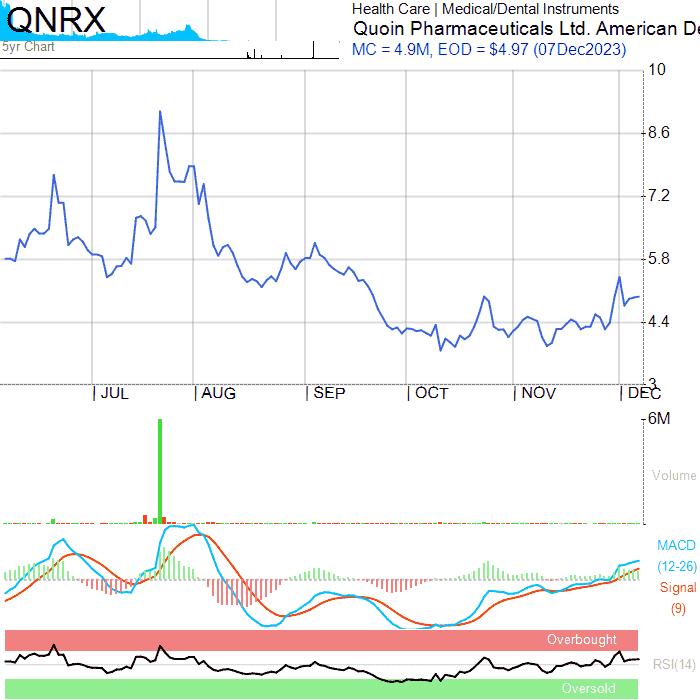 QNRX
5yr Chart
Health Care | Medical/Dental Instruments
Quoin Pharmaceuticals Ltd. American De
MC = 4.9M, EOD = $4.97 (07Dec2023)
10
8.6
7.2
5.8
4.4
3
JUL
AUG
SEP
OCT
NOV
DEC
6M
Volume
MACD
(12-26)
Signal
(9)
Overbought
RSI(14)
Oversold